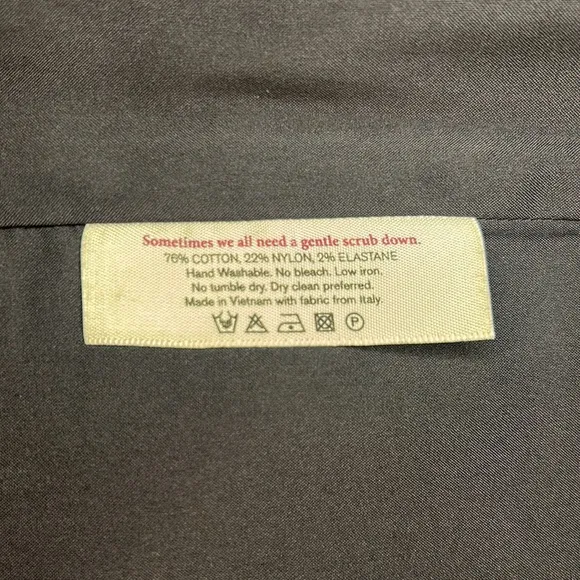 Sometimes we all need a gentle scrub down.
76% COTTON, 22% NYLON, 2% ELASTANE
Hand Washable. No bleach. Low iron.
No tumble dry. Dry clean preferred.
Made in Vietnam with fabric from Italy.
P